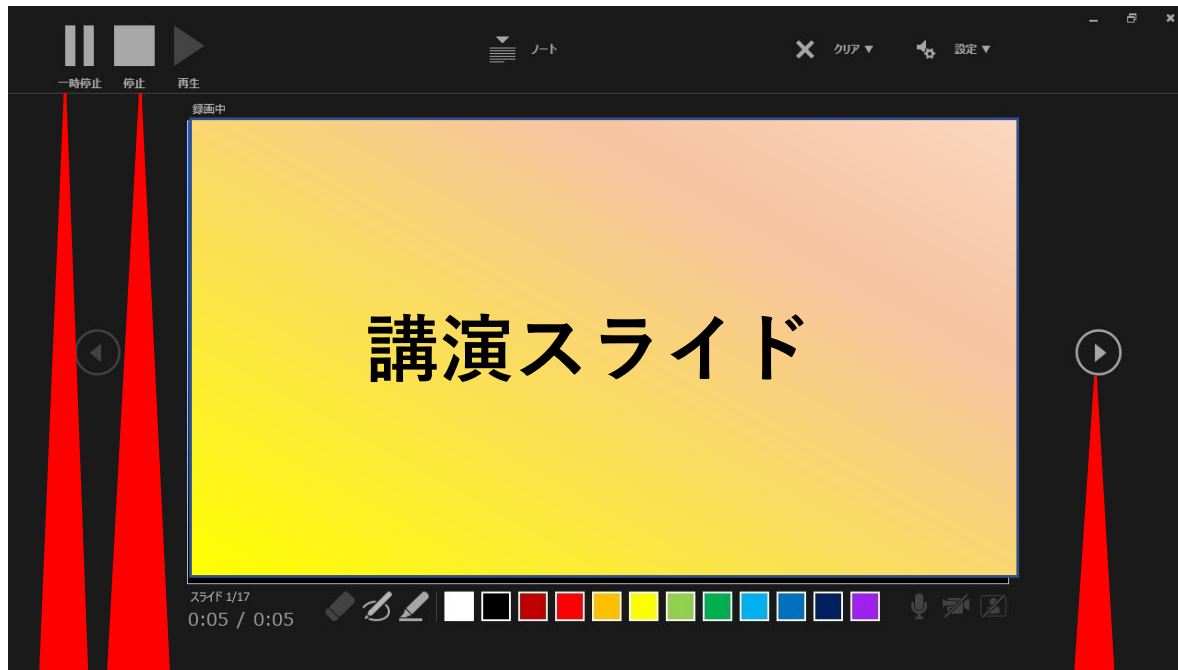 一時停止 停止 再生 ノート クリア ▼ 設定 ▼
録画中
講演スライド
スライド 1/17
0:05 / 0:05